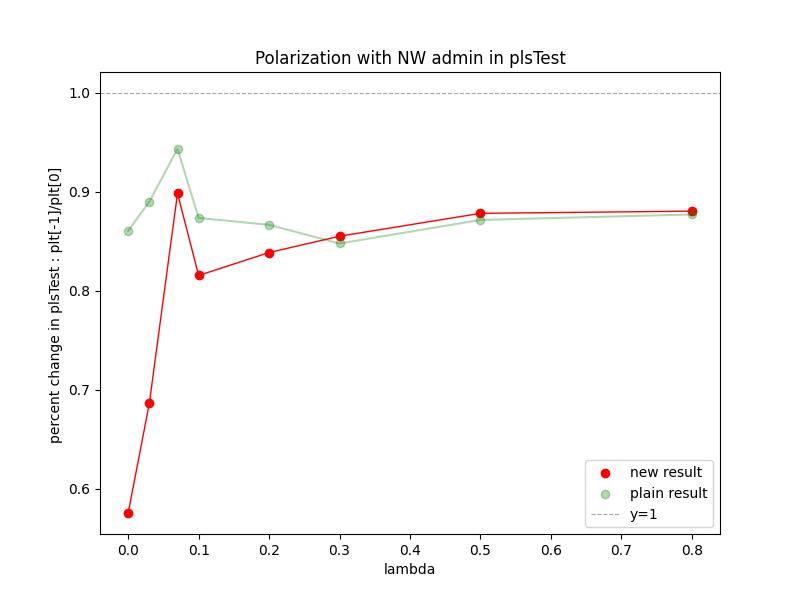 Polarization with NW admin in plsTest
percent change in plsTest : plt[-1]/plt[0]
1.0
0.9
0.8
0.7
0.6
0.0 0.1 0.2 0.3 0.4 0.5 0.6 0.7 0.8
lambda
new result
plain result
y=1